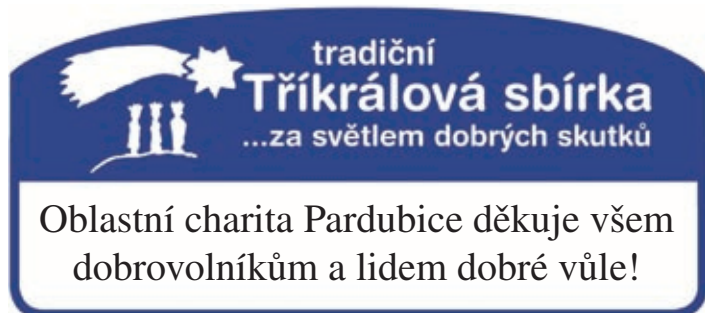 tradiční
Tříkrálová sbírka
...za světlem dobrých skutků
Oblastní charita Pardubice děkuje všem
dobrovolníkům a lidem dobré vůle!